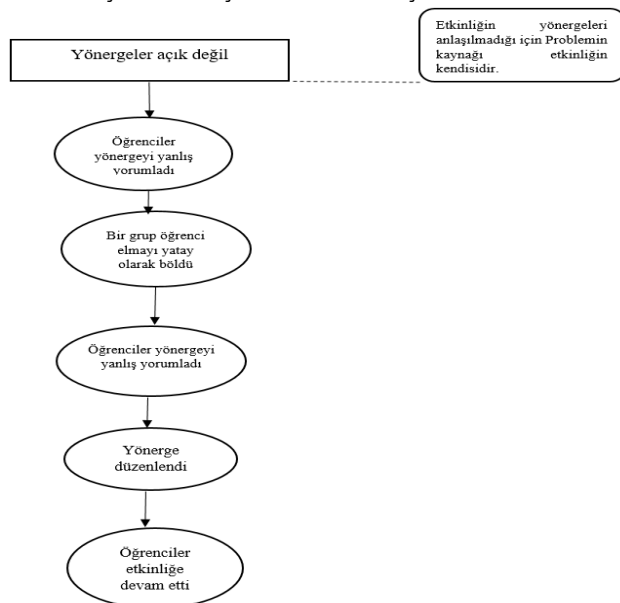 Etkinliğin yönergeleri
anlaşılmadığı için Problemin
kaynağı etkinliğin
kendisidir.
Yönergeler açık değil
Öğrenciler
yönergeyi yanlış
yorumladı
Bir grup öğrenci
elmayı yatay
olarak böldü
Öğrenciler yönergeyi
yanlış yorumladı
Yönerge
düzenlendi
Öğrenciler
etkinliğe
devam etti